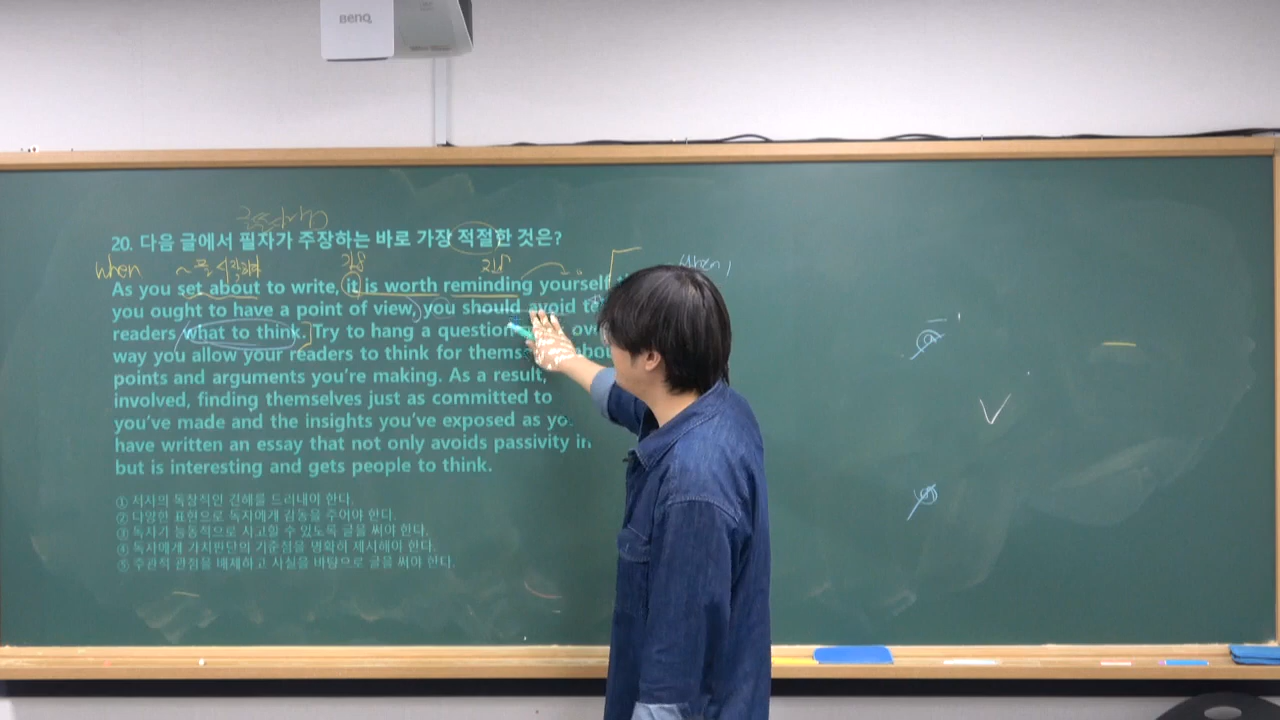 BenQ
20. 다음 글에서 필자가 주장하는 바로 가장 적절한 것은?
when
As you set about to write, it is worth reminding yourself
you ought to have a point of view, you should avoid
readers what to think. Try to hang a question
way you allow your readers to think for
points and arguments you're making. As a result,
involved, finding themselves just as committed to
you've made and the insights you've exposed as
have written an essay that not only avoids passivity in
but is interesting and gets people to think.
① 저자의 독창적인 견해를 드러내야 한다.
② 다양한 표현으로 독자에게 감동을 주어야 한다.
③ 독자가 능동적으로 사고할 수 있도록 글을 써야 한다.
④ 독자에게 가치판단의 기준점을 명확히 제시해야 한다.
⑤ 주관적 관점을 배제하고 사실을 바탕으로 글을 써야 한다.